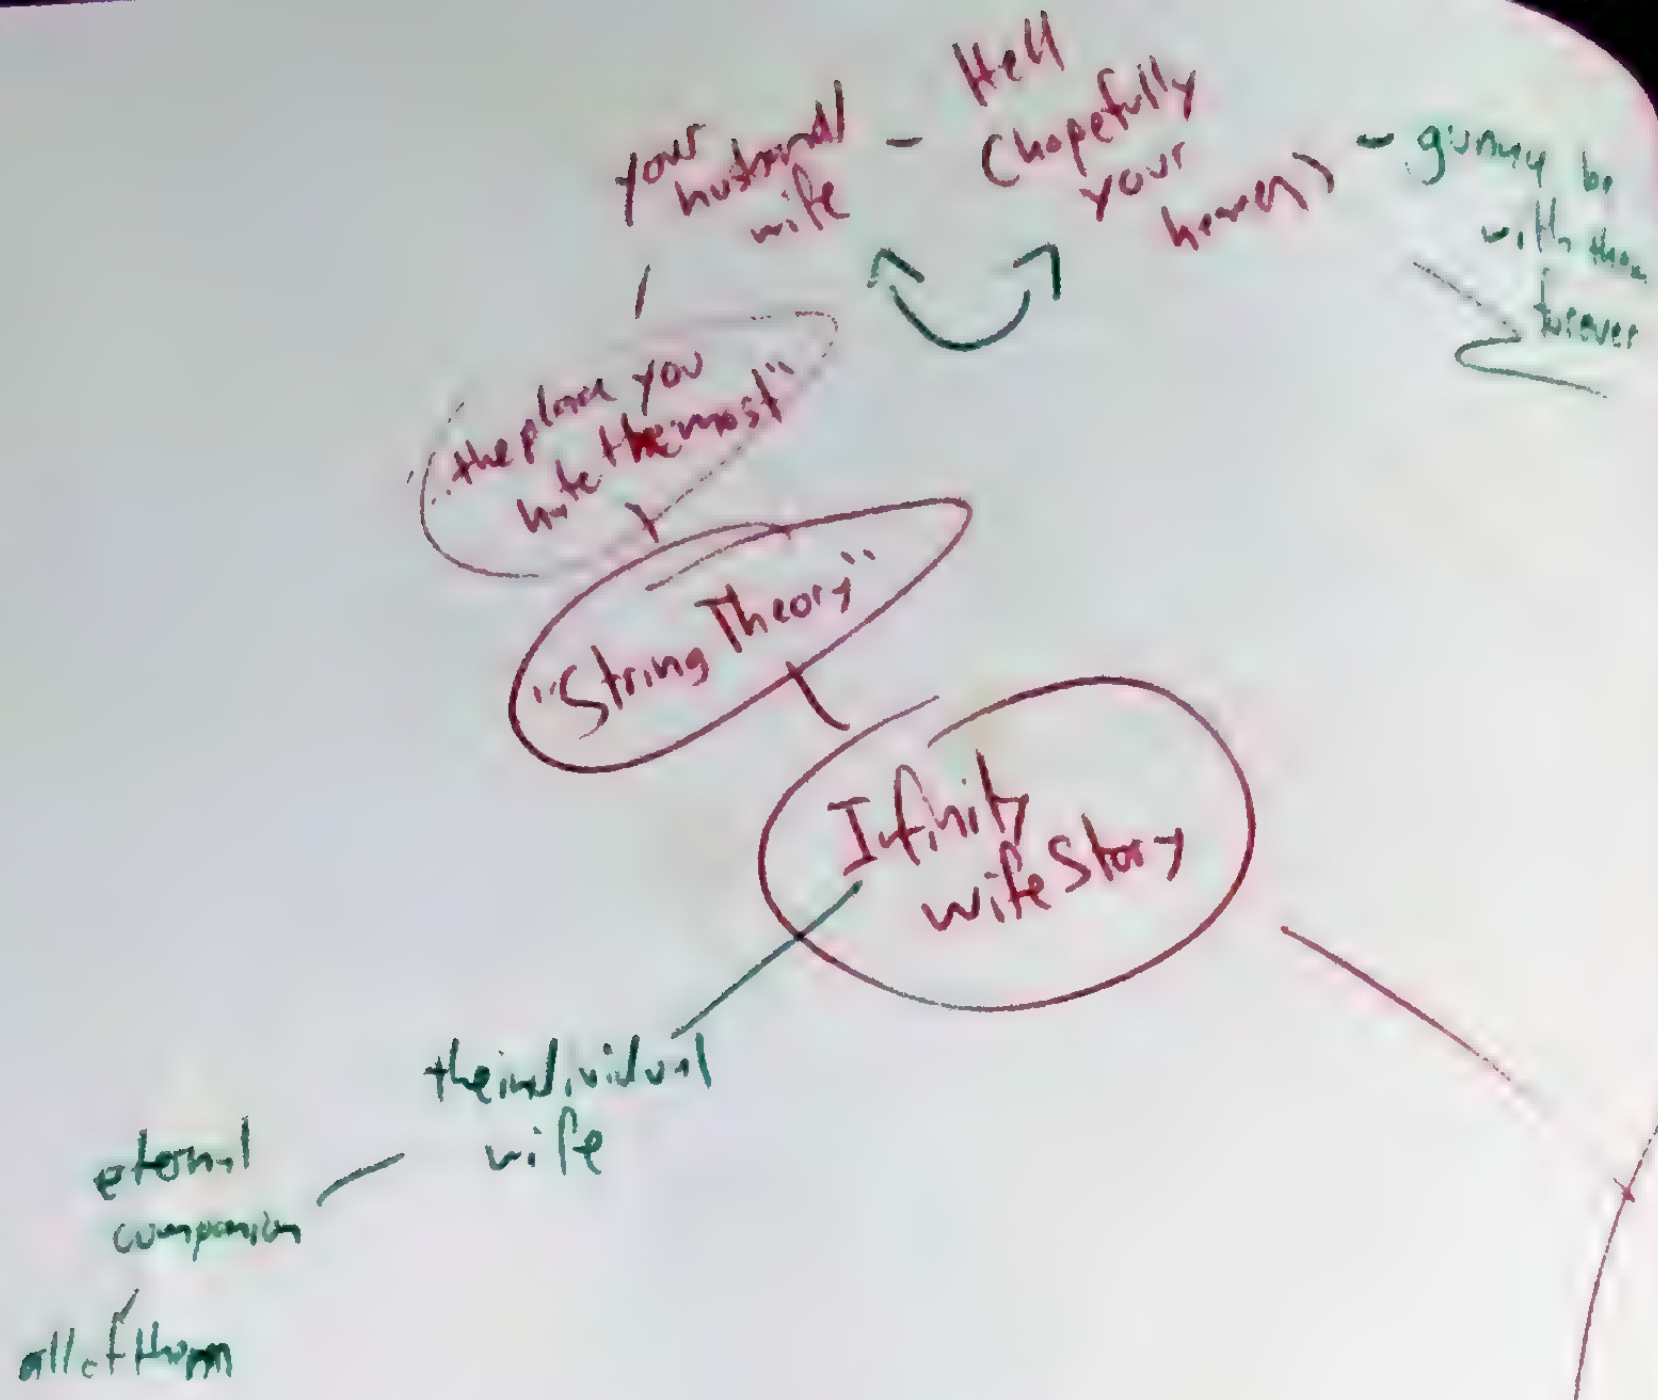 Hell
(hopefully
your
heaven)
your
husband/
wife
gunna be
with them
forever
"the place you
hate the most"
"String Theory"
Infinity
wife Story
the individual
wife
eternal
companion
all of them